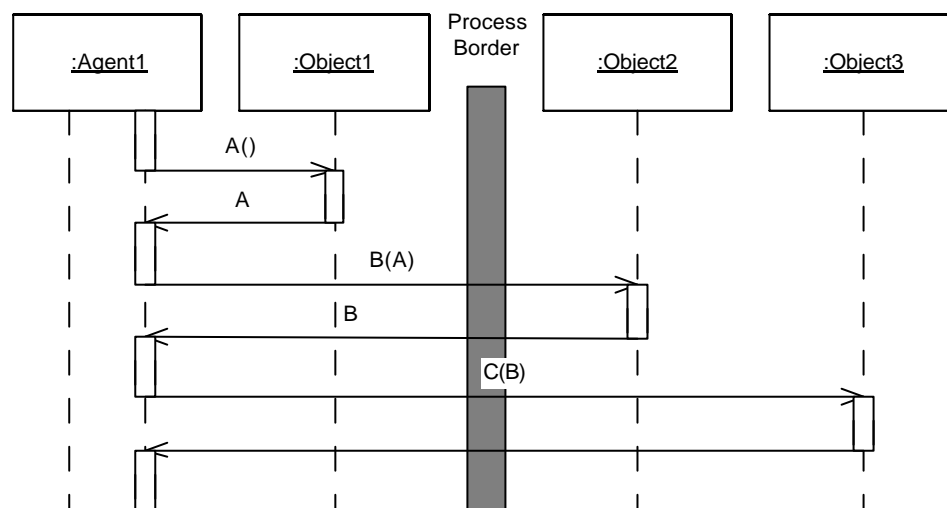 :Agent1
:Object1
Process
Border
:Object2
:Object3
A()
A
B(A)
B
C(B)